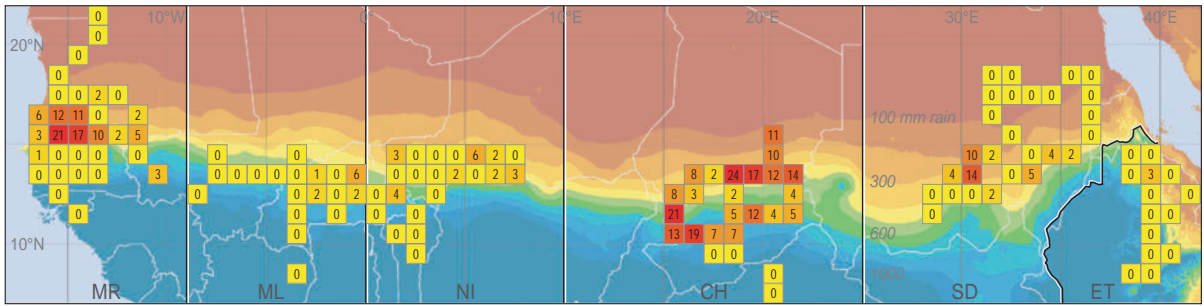 0 10°W 0° 10°E 20°E 30°E 40°E
0
20°N
0
0 0 0 0 0
0 0 2 0 0 0 0 0 0
6 12 11 0 2 100 mm rain 0 0
3 21 17 10 2 5 11 0 0
1 0 0 0 0 0 3 0 0 0 6 2 0 10 10 2 0 4 2 0 0
0 0 0 0 3 0 0 0 0 0 1 6 0 0 0 2 0 2 3 8 2 24 17 12 14 300 4 14 0 5 0 3 0
0 0 0 2 0 2 0 4 0 8 3 2 4 0 0 0 2 0 0 0
0 0 0 0 0 21 5 12 4 5 0 0
10°N 0 0 0 13 19 7 7 600 0
0 0 0 0 0
0 0 1000 0 0
0
MR ML NI CH SD ET